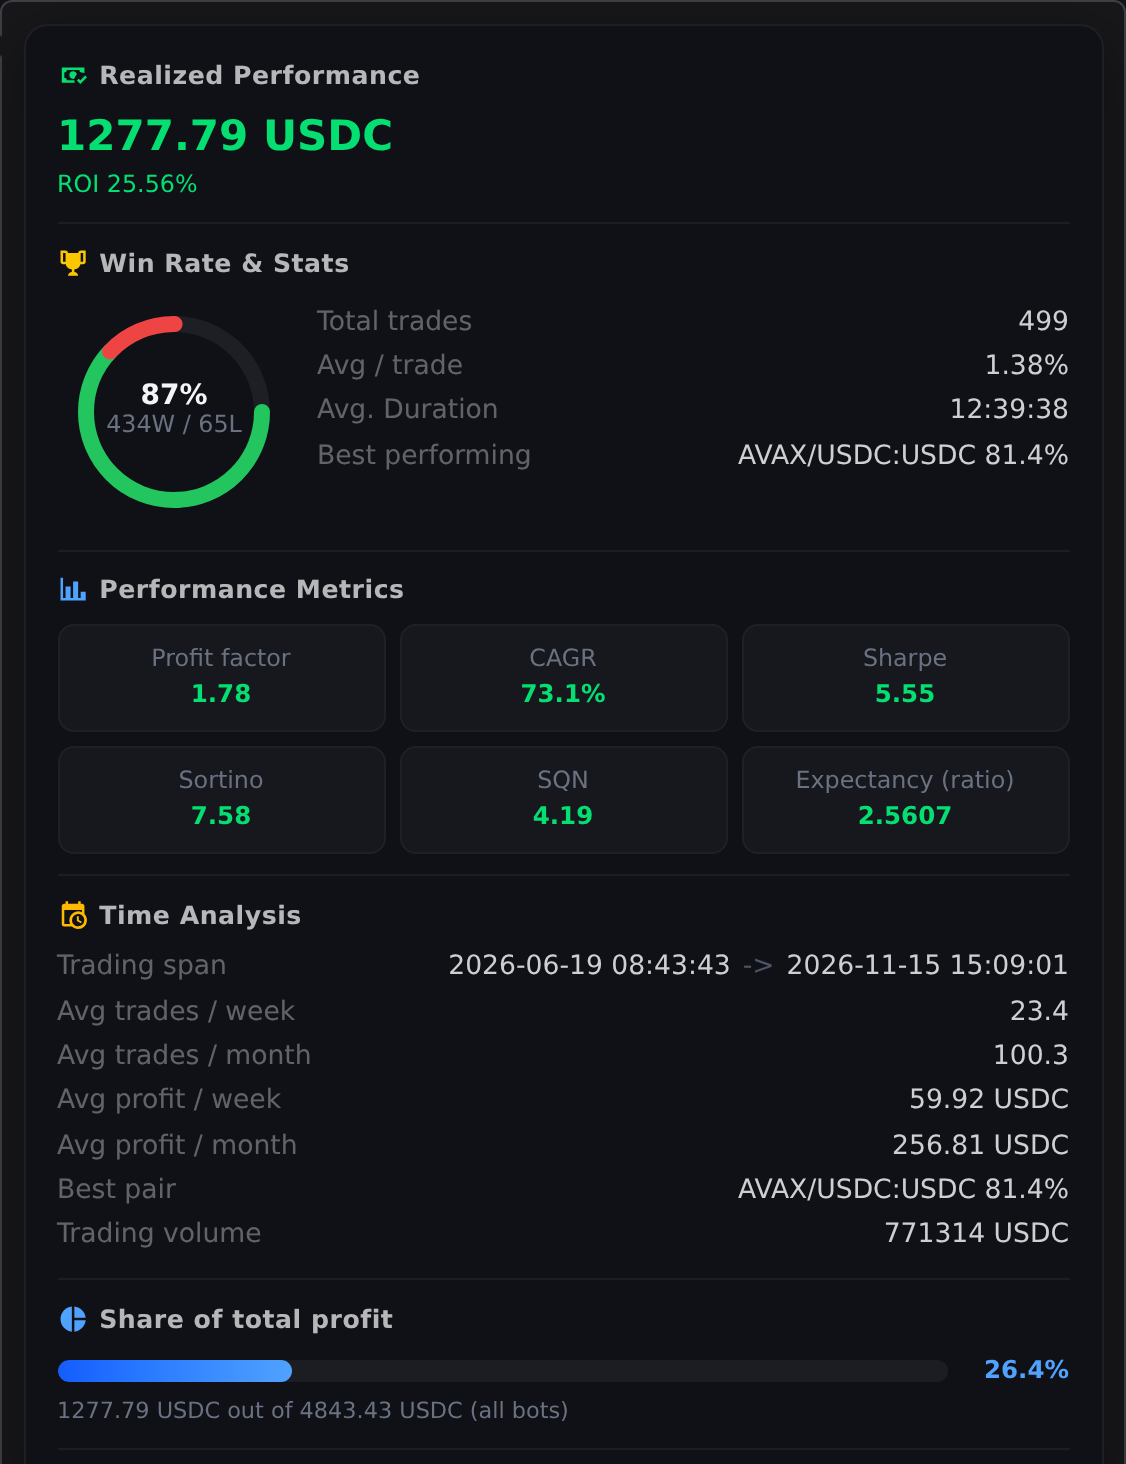 Realized Performance
1277.79 USDC
ROI 25.56%
Win Rate & Stats
87%
434W / 65L
Total trades 499
Avg / trade 1.38%
Avg. Duration 12:39:38
Best performing AVAX/USDC:USDC 81.4%
Performance Metrics
Profit factor CAGR Sharpe
1.78 73.1% 5.55
Sortino SQN Expectancy (ratio)
7.58 4.19 2.5607
Time Analysis
Trading span 2026-06-19 08:43:43 -> 2026-11-15 15:09:01
Avg trades / week 23.4
Avg trades / month 100.3
Avg profit / week 59.92 USDC
Avg profit / month 256.81 USDC
Best pair AVAX/USDC:USDC 81.4%
Trading volume 771314 USDC
Share of total profit
26.4%
1277.79 USDC out of 4843.43 USDC (all bots)